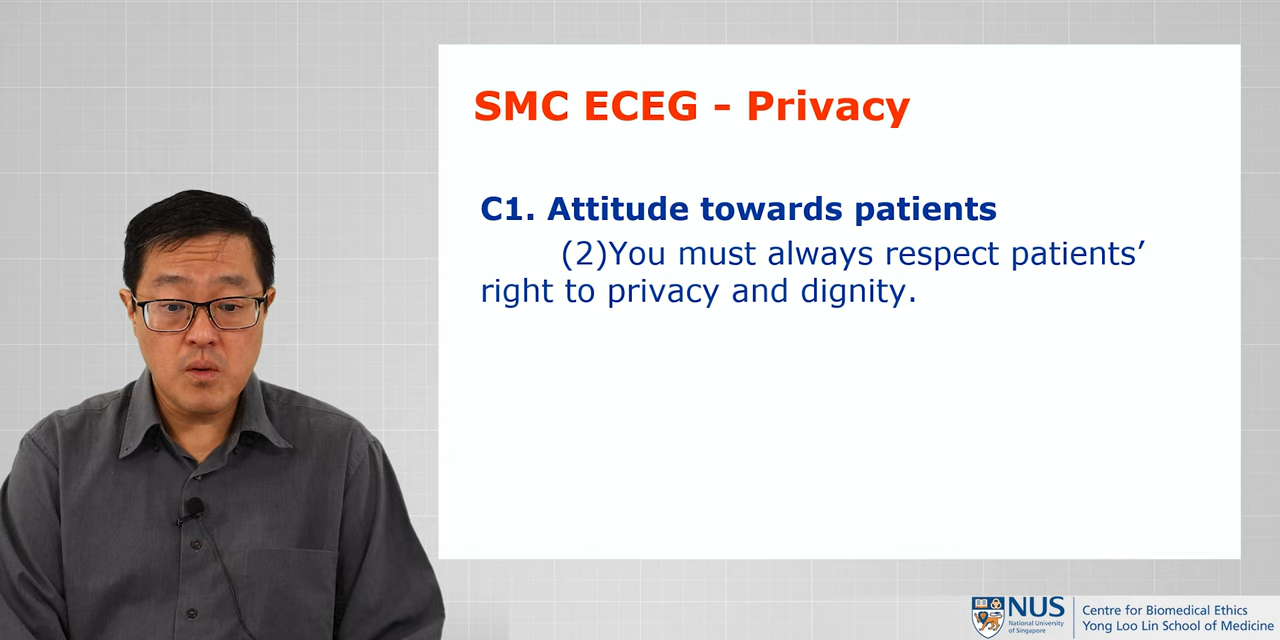 SMC ECEG - Privacy
C1. Attitude towards patients
(2)You must always respect patients’
right to privacy and dignity.
NUS
National University
of Singapore
Centre for Biomedical Ethics
Yong Loo Lin School of Medicine